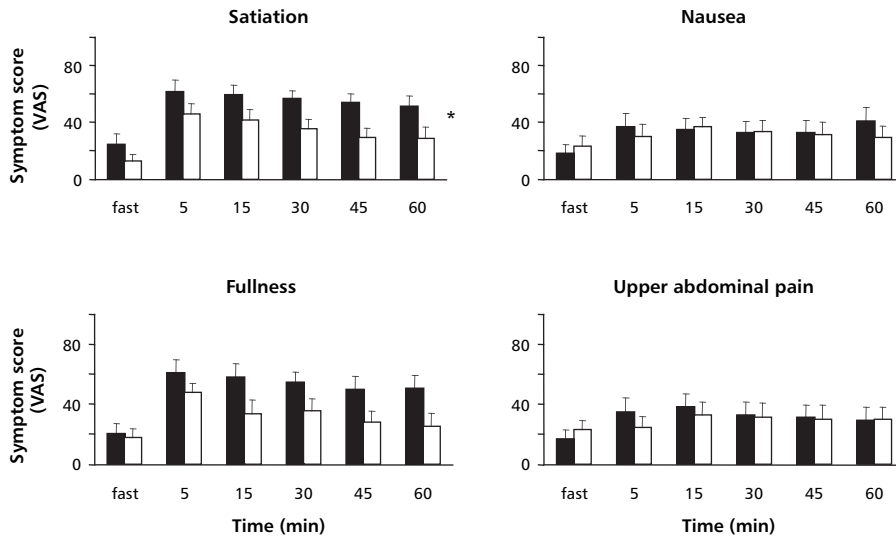 Satiation
Symptom score
(VAS)
80
40
0
*
fast 5 15 30 45 60
Nausea
80
40
0
fast 5 15 30 45 60
Fullness
Symptom score
(VAS)
80
40
0
fast 5 15 30 45 60
Time (min)
Upper abdominal pain
80
40
0
fast 5 15 30 45 60
Time (min)